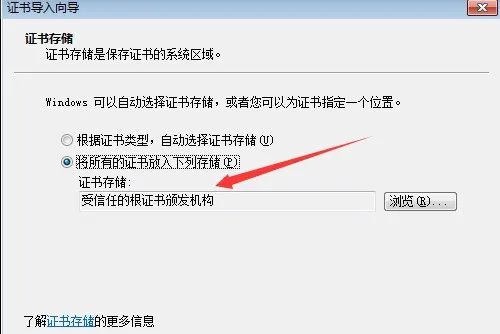 证书导入向导
证书存储
证书存储是保存证书的系统区域。
Windows 可以自动选择证书存储，或者您可以为证书指定一个位置。
根据证书类型，自动选择证书存储(U)
将所有的证书放入下列存储(P)
证书存储:
受信任的根证书颁发机构
浏览(R)...
了解证书存储的更多信息